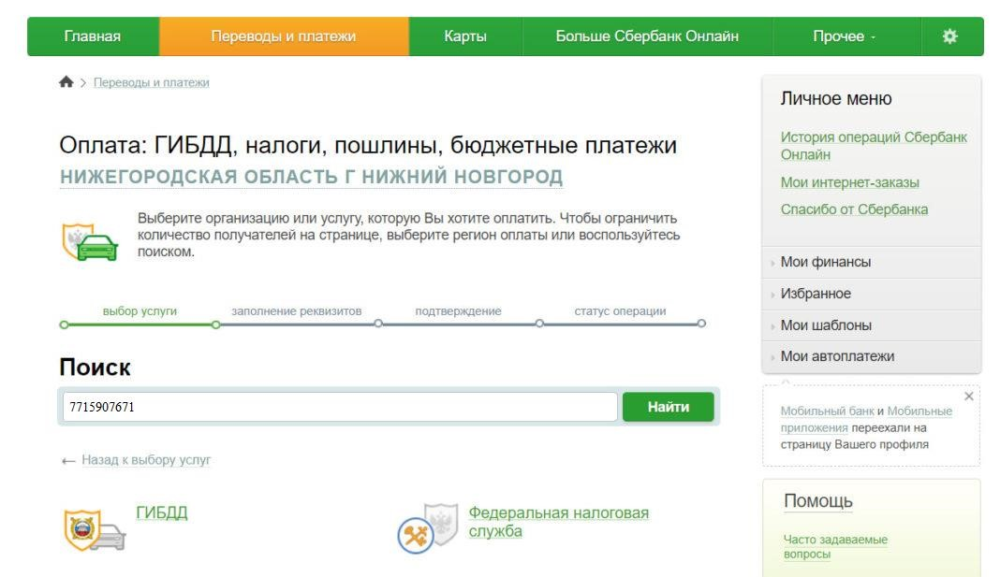 Главная
Переводы и платежи
Карты
Больше Сбербанк Онлайн
Прочее
Переводы и платежи
Оплата: ГИБДД, налоги, пошлины, бюджетные платежи
НИЖЕГОРОДСКАЯ ОБЛАСТЬ Г НИЖНИЙ НОВГОРОД
Выберите организацию или услугу, которую Вы хотите оплатить. Чтобы ограничить
количество получателей на странице, выберите регион оплаты или воспользуйтесь
поиском.
выбор услуги
заполнение реквизитов
подтверждение
статус операции
Поиск
7715907671
Найти
Назад к выбору услуг
ГИБДД
Федеральная налоговая
служба
Личное меню
История операций Сбербанк
Онлайн
Мои интернет-заказы
Спасибо от Сбербанка
Мои финансы
Избранное
Мои шаблоны
Мои автоплатежи
Мобильный банк и Мобильные
приложения переехали на
страницу Вашего профиля
Помощь
Часто задаваемые
вопросы